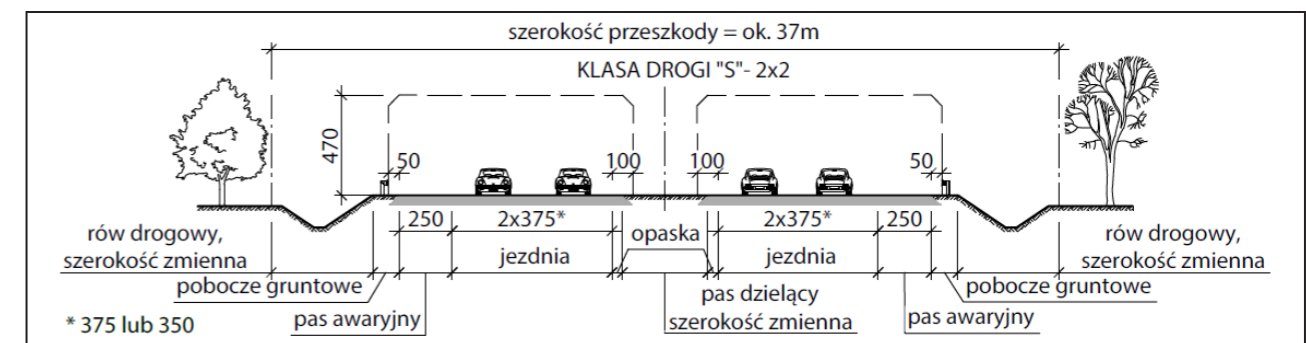 szerokość przeszkody = ok. 37m
KLASA DROGI "S"- 2x2
470
50
100
100
50
250
2x375*
opaska
2x375*
250
rów drogowy,
szerokość zmienna
jezdnia
jezdnia
rów drogowy,
szerokość zmienna
pobocze gruntowe
pas dzielący
szerokość zmienna
pobocze gruntowe
* 375 lub 350
pas awaryjny
pas awaryjny